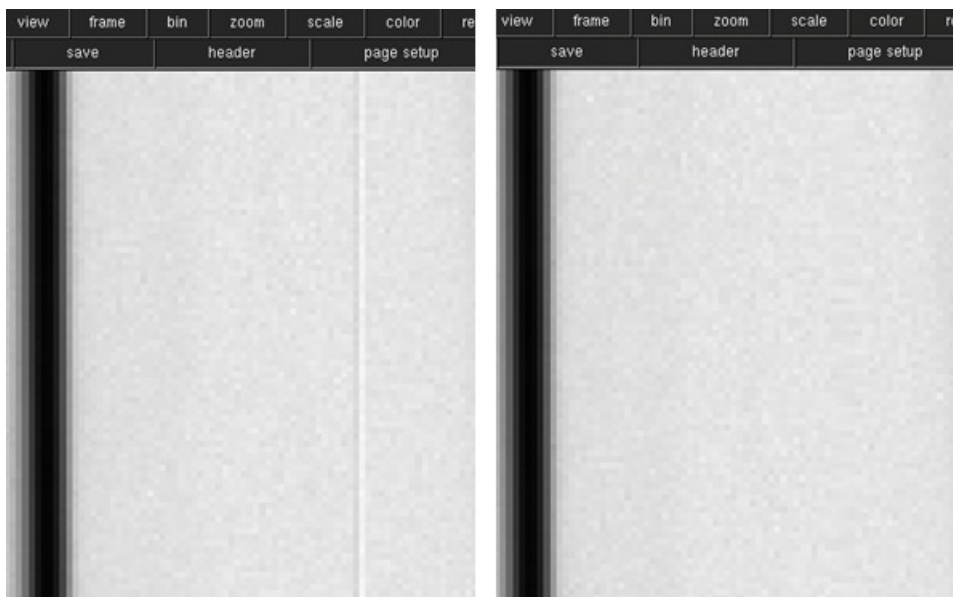 view frame bin zoom scale color re
save header page setup
view frame bin zoom scale color
save header page setup